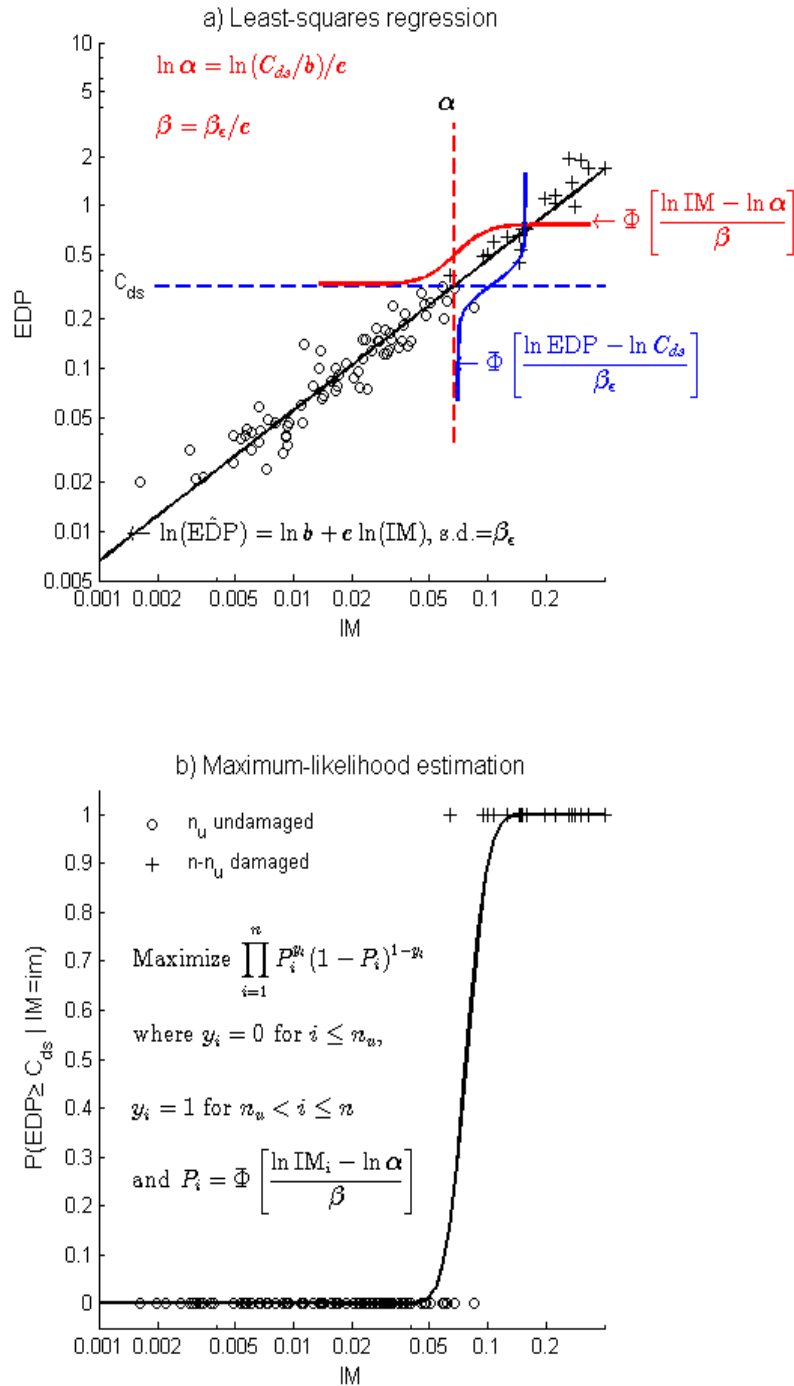 a) Least-squares regression
10
5
2
1
0.5
0.2
0.1
0.05
0.02
0.01
0.005
EDP
ln α = ln (C_ds/b)/c
β = β_ϵ/c
α
C_ds
← Φ [ (ln IM − ln α) / β ]
← Φ [ (ln EDP − ln C_ds) / β_ϵ ]
← ln(ED̂P) = ln b + c ln(IM), s.d.=β_ϵ
0.001 0.002 0.005 0.01 0.02 0.05 0.1 0.2
IM
b) Maximum-likelihood estimation
1
0.9
0.8
0.7
0.6
0.5
0.4
0.3
0.2
0.1
0
P(EDP≥ C_ds | IM=im)
n_u undamaged
n-n_u damaged
Maximize ∏_{i=1}^{n} P_i^{y_i} (1 − P_i)^{1−y_i}
where y_i = 0 for i ≤ n_u,
y_i = 1 for n_u < i ≤ n
and P_i = Φ [ (ln IM_i − ln α) / β ]
0.001 0.002 0.005 0.01 0.02 0.05 0.1 0.2
IM